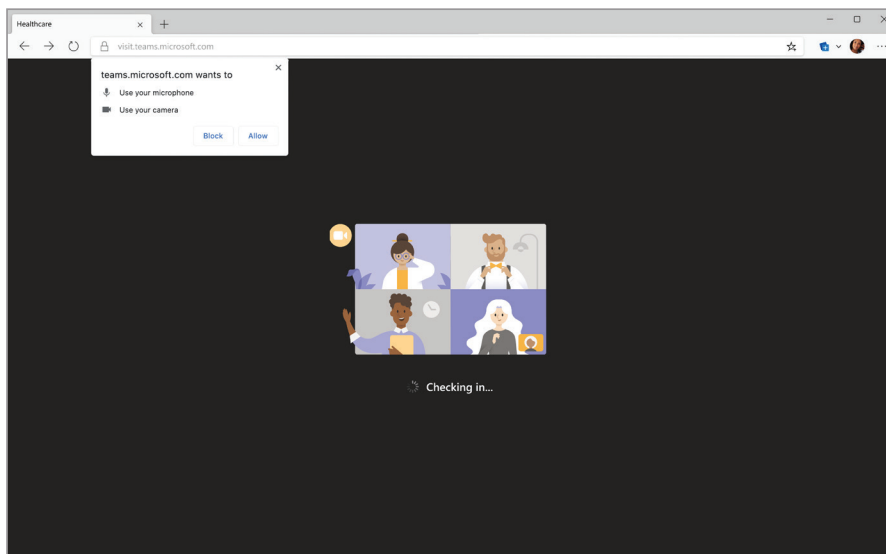 Healthcare
visit.teams.microsoft.com
teams.microsoft.com wants to
Use your microphone
Use your camera
Block Allow
Checking in...